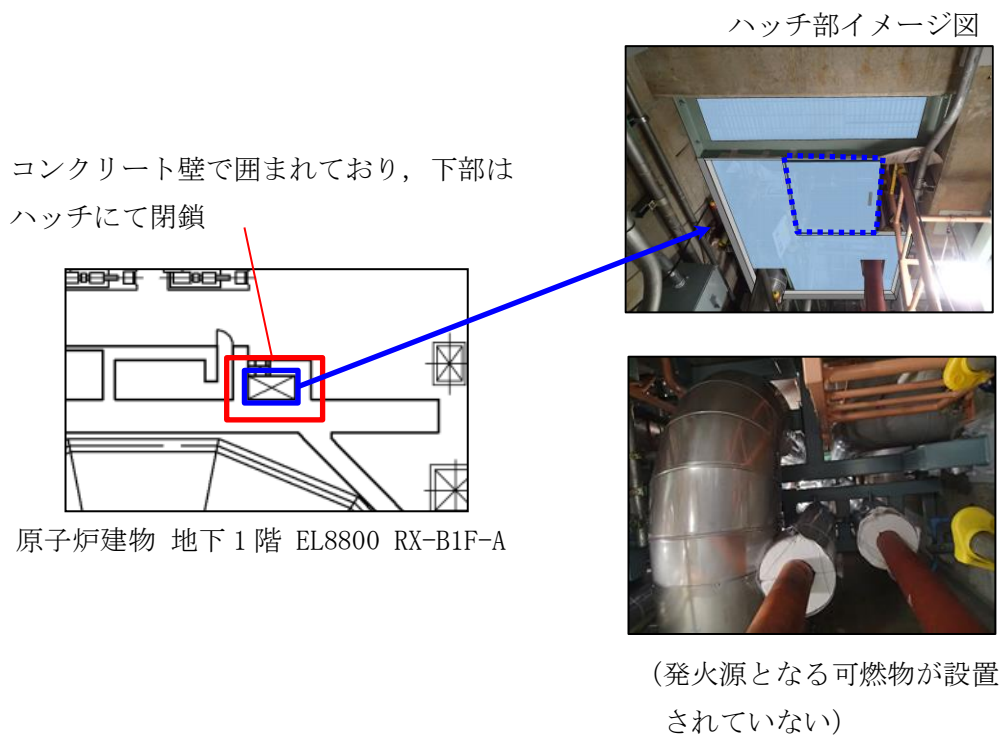 ハッチ部イメージ図
コンクリート壁で囲まれており，下部は
ハッチにて閉鎖
原子炉建物 地下１階 EL8800 RX-B1F-A
（発火源となる可燃物が設置
されていない）